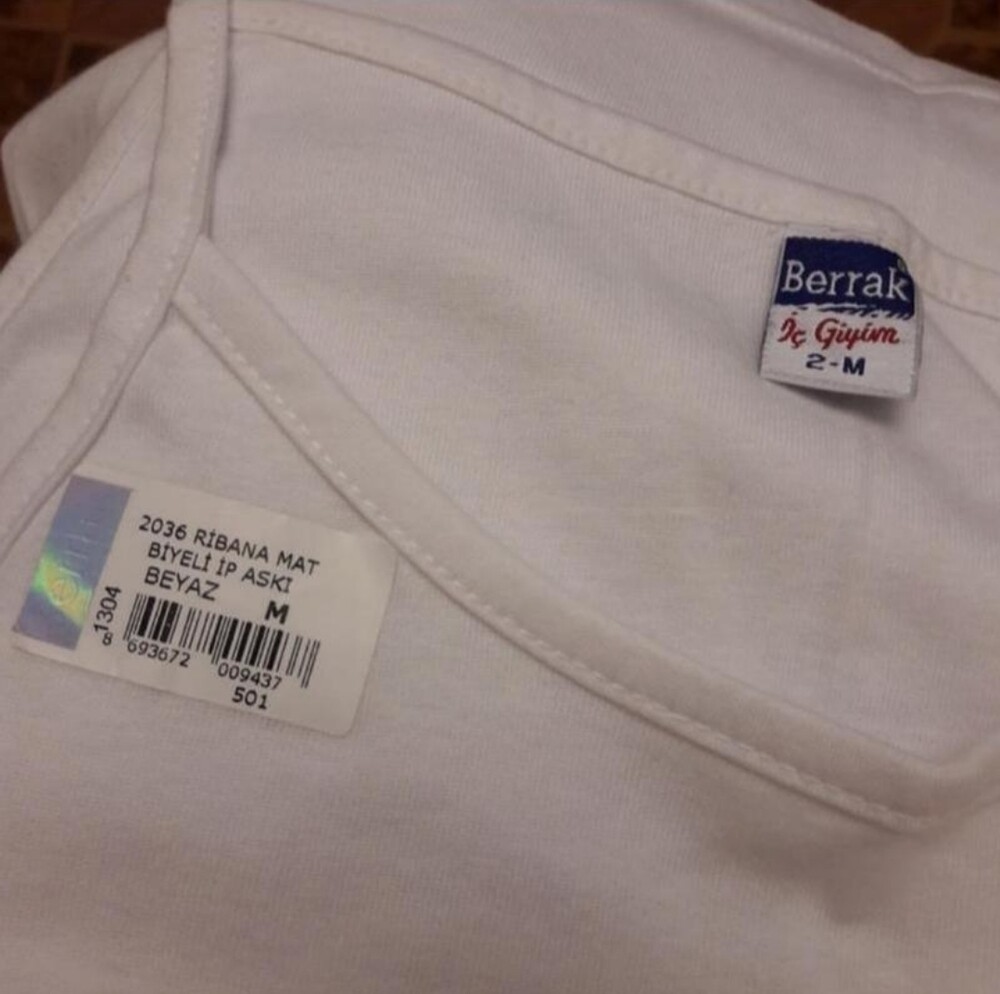 Berrak
İç Giyim
2-M
2036 RİBANA MAT
BİYELİ İP ASKI
BEYAZ
M
1304
8 693672 009437
501